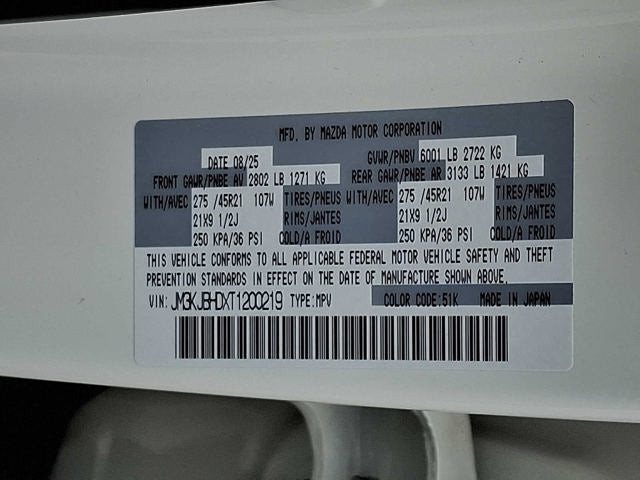 MFD. BY MAZDA MOTOR CORPORATION
DATE 08/25 GVWR/PNBV 6001 LB 2722 KG
FRONT GAWR/PNBE AV 2802 LB 1271 KG REAR GAWR/PNBE AR 3133 LB 1421 KG
WITH/AVEC 275 /45R21 107W TIRES/PNEUS WITH/AVEC 275 /45R21 107W TIRES/PNEUS
21X9 1/2J RIMS/JANTES 21X9 1/2J RIMS/JANTES
250 KPA/36 PSI COLD/A FROID 250 KPA/36 PSI COLD/A FROID
THIS VEHICLE CONFORMS TO ALL APPLICABLE FEDERAL MOTOR VEHICLE SAFETY AND THEFT
PREVENTION STANDARDS IN EFFECT ON THE DATE OF MANUFACTURE SHOWN ABOVE.
VIN: JM3KJBHDXT1200219 TYPE:MPV COLOR CODE:51K MADE IN JAPAN